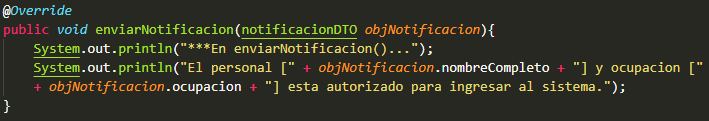 @Override
public void enviarNotificacion(notificacionDTO objNotificacion){
    System.out.println("***En enviarNotificacion()...");
    System.out.println("El personal [" + objNotificacion.nombreCompleto + "] y ocupacion ["
    + objNotificacion.ocupacion + "] esta autorizado para ingresar al sistema.");
}